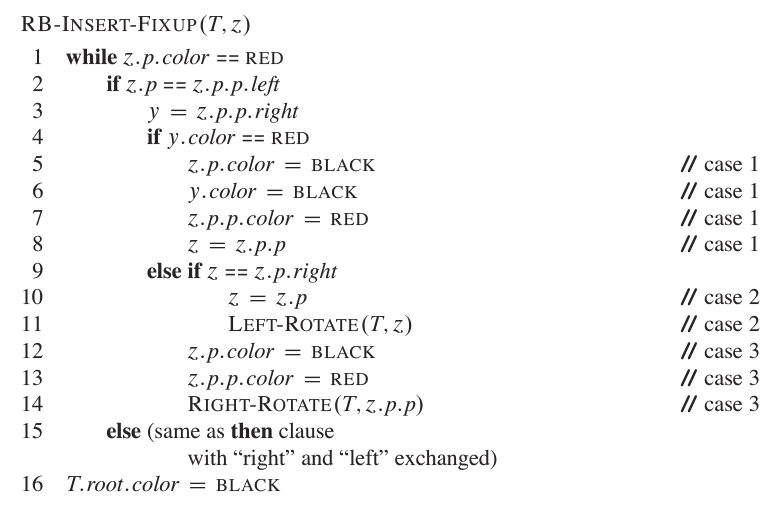 RB-INSERT-FIXUP(T, z)
1 while z.p.color == RED
2 if z.p == z.p.p.left
3 y = z.p.p.right
4 if y.color == RED
5 z.p.color = BLACK // case 1
6 y.color = BLACK // case 1
7 z.p.p.color = RED // case 1
8 z = z.p.p // case 1
9 else if z == z.p.right
10 z = z.p // case 2
11 LEFT-ROTATE(T, z) // case 2
12 z.p.color = BLACK // case 3
13 z.p.p.color = RED // case 3
14 RIGHT-ROTATE(T, z.p.p) // case 3
15 else (same as then clause
with “right” and “left” exchanged)
16 T.root.color = BLACK